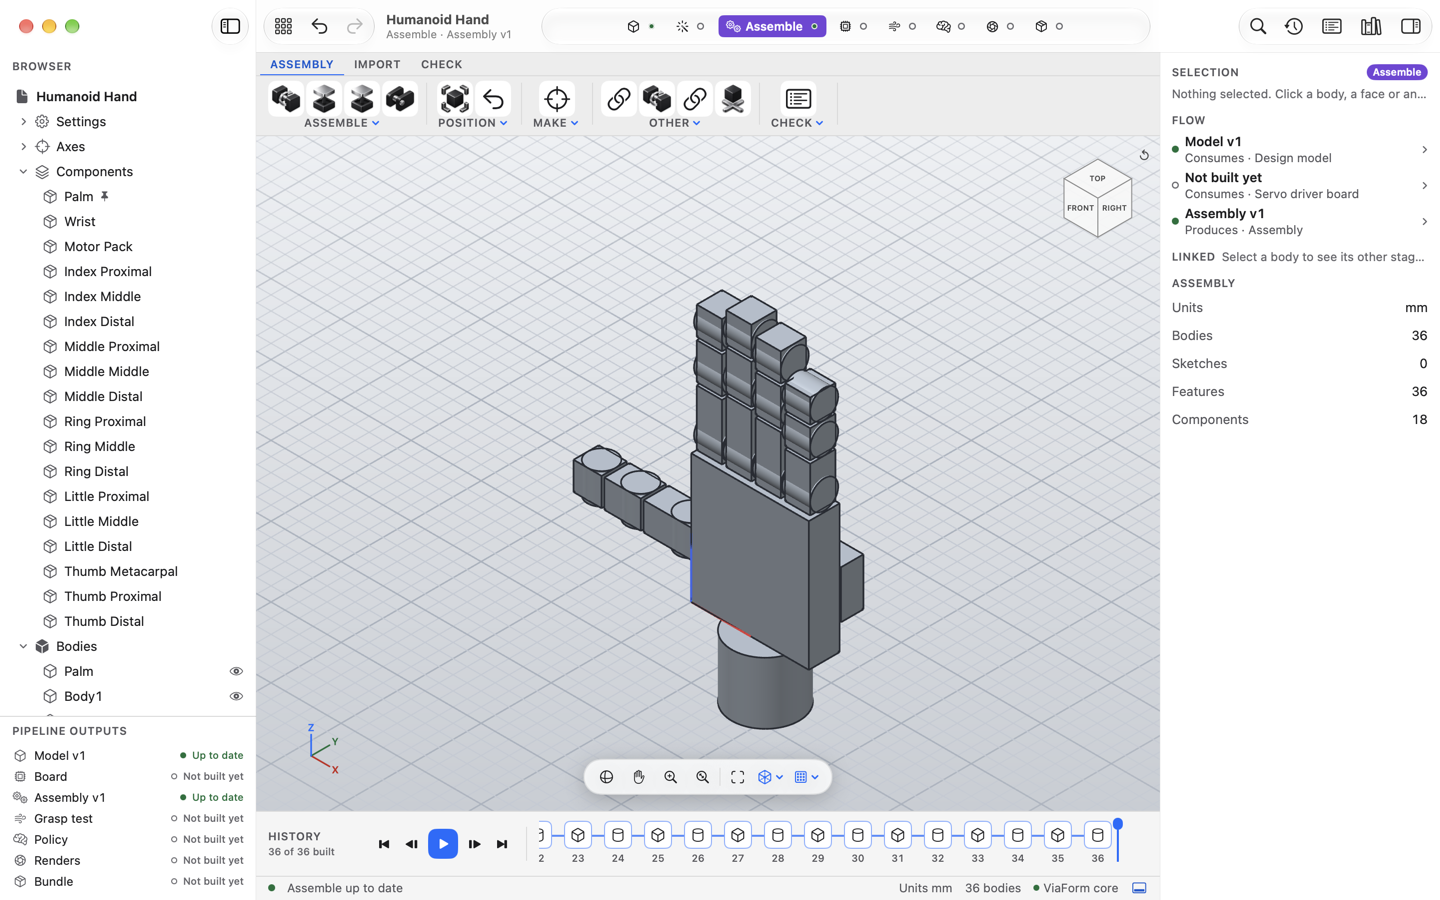 Humanoid Hand
Assemble · Assembly v1
Assemble
BROWSER
Humanoid Hand
Settings
Axes
Components
Palm
Wrist
Motor Pack
Index Proximal
Index Middle
Index Distal
Middle Proximal
Middle Middle
Middle Distal
Ring Proximal
Ring Middle
Ring Distal
Little Proximal
Little Middle
Little Distal
Thumb Metacarpal
Thumb Proximal
Thumb Distal
Bodies
Palm
Body1
PIPELINE OUTPUTS
Model v1 Up to date
Board Not built yet
Assembly v1 Up to date
Grasp test Not built yet
Policy Not built yet
Renders Not built yet
Bundle Not built yet
ASSEMBLY IMPORT CHECK
ASSEMBLE POSITION MAKE OTHER CHECK
TOP
FRONT RIGHT
Z
Y
X
HISTORY
36 of 36 built
2 23 24 25 26 27 28 29 30 31 32 33 34 35 36
Assemble up to date
Units mm 36 bodies ViaForm core
SELECTION Assemble
Nothing selected. Click a body, a face or an...
FLOW
Model v1
Consumes · Design model
Not built yet
Consumes · Servo driver board
Assembly v1
Produces · Assembly
LINKED Select a body to see its other stag...
ASSEMBLY
Units mm
Bodies 36
Sketches 0
Features 36
Components 18